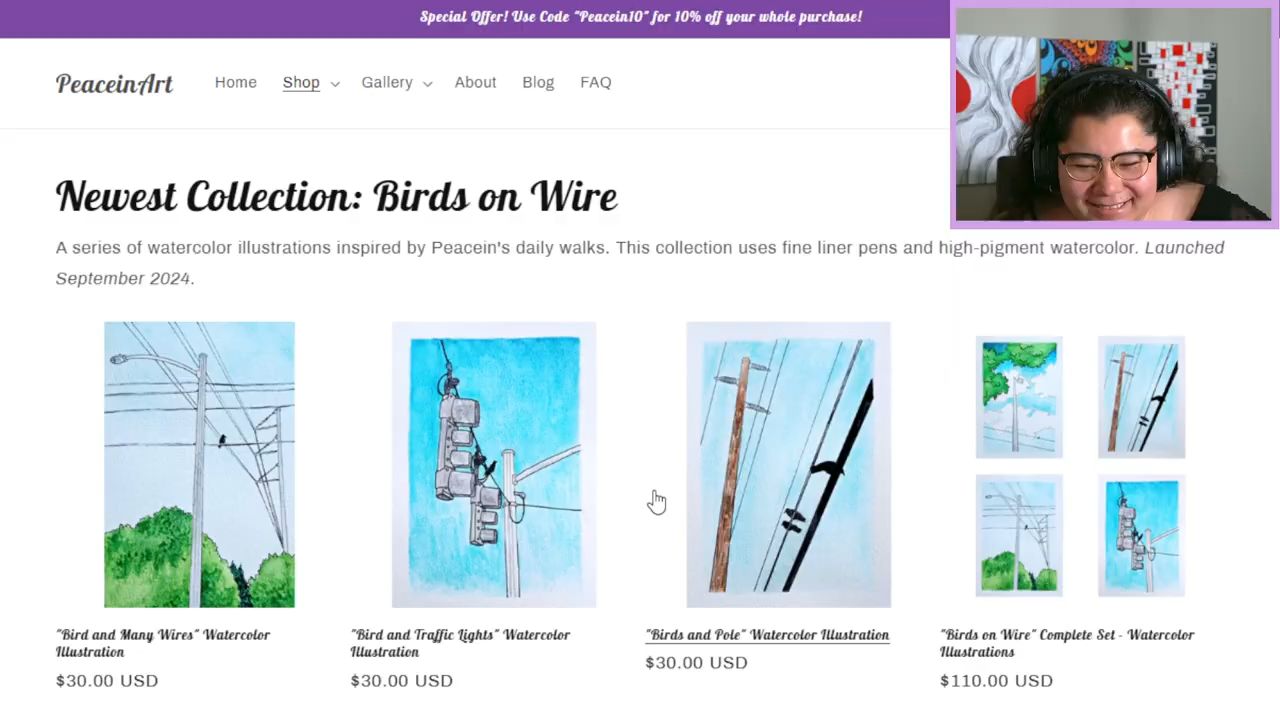 Special Offer! Use Code "Peacein10" for 10% off your whole purchase!
PeaceinArt
Home
Shop
Gallery
About
Blog
FAQ
Newest Collection: Birds on Wire
A series of watercolor illustrations inspired by Peacein's daily walks. This collection uses fine liner pens and high-pigment watercolor. Launched
September 2024.
"Bird and Many Wires" Watercolor
Illustration
$30.00 USD
"Bird and Traffic Lights" Watercolor
Illustration
$30.00 USD
"Birds and Pole" Watercolor Illustration
$30.00 USD
"Birds on Wire" Complete Set - Watercolor
Illustrations
$110.00 USD